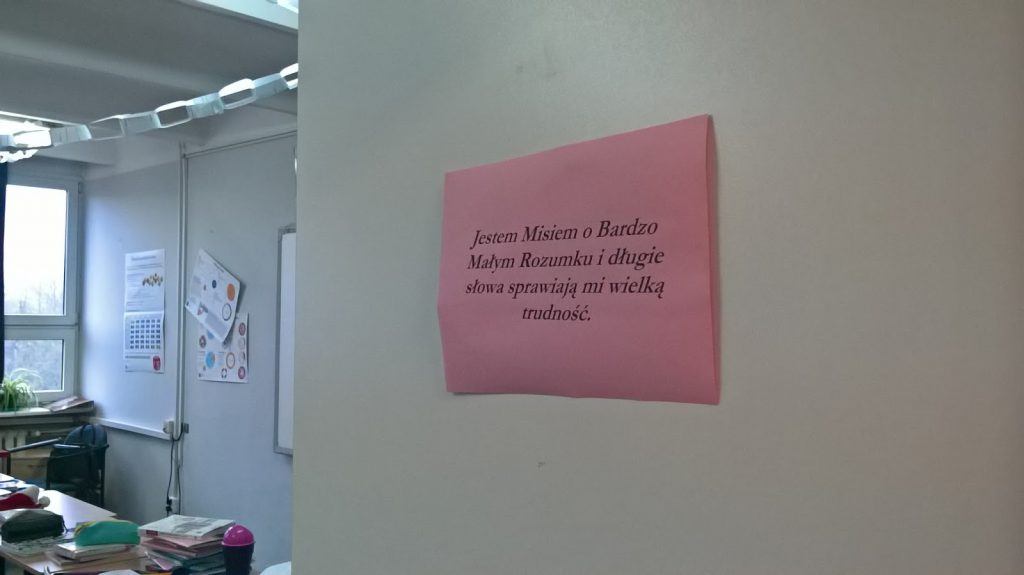 Jestem Misiem o Bardzo
Małym Rozumku i długie
słowa sprawiają mi wielką
trudność.